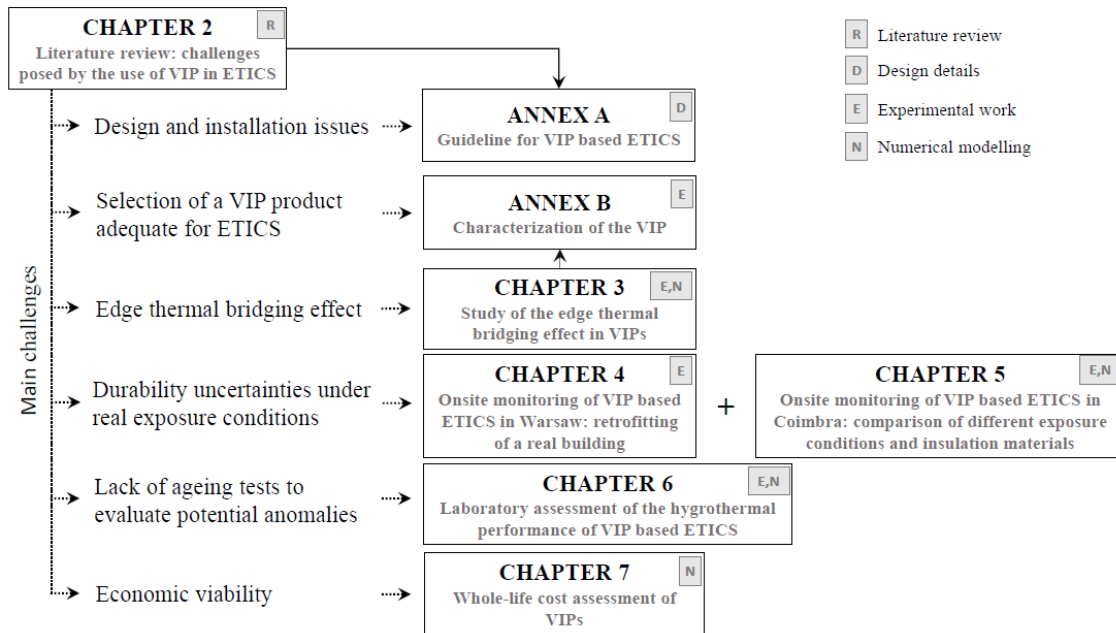 CHAPTER 2
R
Literature review: challenges
posed by the use of VIP in ETICS
R Literature review
D Design details
E Experimental work
N Numerical modelling
Main challenges
Design and installation issues
ANNEX A
D
Guideline for VIP based ETICS
Selection of a VIP product
adequate for ETICS
ANNEX B
E
Characterization of the VIP
Edge thermal bridging effect
CHAPTER 3
E,N
Study of the edge thermal
bridging effect in VIPs
Durability uncertainties under
real exposure conditions
CHAPTER 4
E
Onsite monitoring of VIP based
ETICS in Warsaw: retrofitting
of a real building
+
CHAPTER 5
E,N
Onsite monitoring of VIP based ETICS in
Coimbra: comparison of different exposure
conditions and insulation materials
Lack of ageing tests to
evaluate potential anomalies
CHAPTER 6
E,N
Laboratory assessment of the hygrothermal
performance of VIP based ETICS
Economic viability
CHAPTER 7
N
Whole-life cost assessment of
VIPs